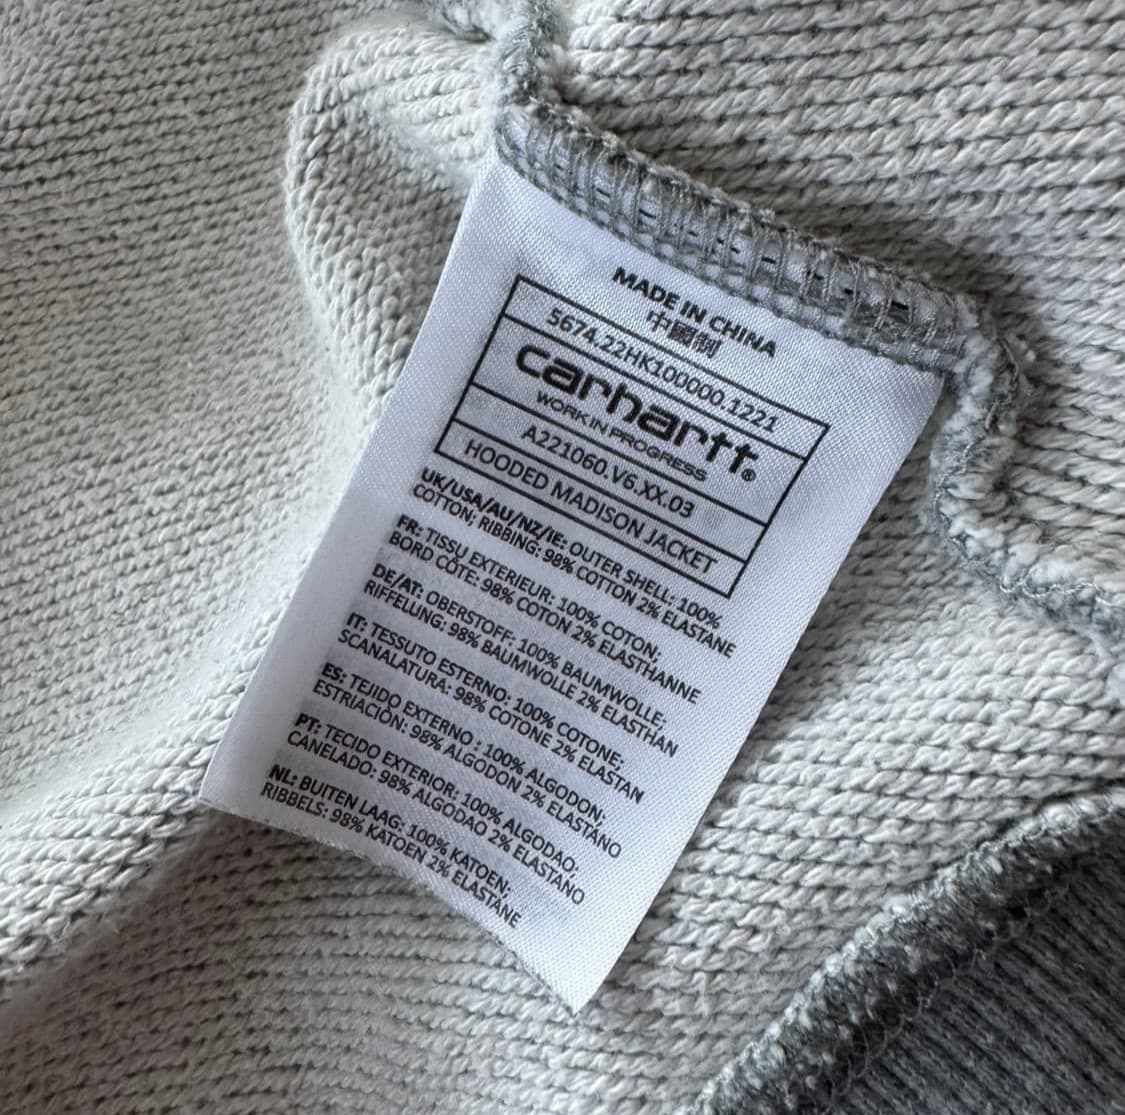 MADE IN CHINA
中國制
5674.22HK100000.1221
carhartt®
WORK IN PROGRESS
A221060.V6.XX.03
HOODED MADISON JACKET
UK/USA/AU/NZ/IE: OUTER SHELL: 100%
COTTON; RIBBING: 98% COTTON 2% ELASTANE
FR: TISSU EXTERIEUR: 100% COTON;
BORD CÔTE: 98% COTON 2% ELASTHANNE
DE/AT: OBERSTOFF: 100% BAUMWOLLE;
RIFFELUNG: 98% BAUMWOLLE 2% ELASTHAN
IT: TESSUTO ESTERNO: 100% COTONE;
SCANALATURA: 98% COTONE 2% ELASTAN
ES: TEJIDO EXTERNO : 100% ALGODON;
ESTRIACIÓN: 98% ALGODON 2% ELASTANO
PT: TECIDO EXTERIOR: 100% ALGODAO;
CANELADO: 98% ALGODAO 2% ELASTANO
NL: BUITEN LAAG: 100% KATOEN;
RIBBELS: 98% KATOEN 2% ELASTANE